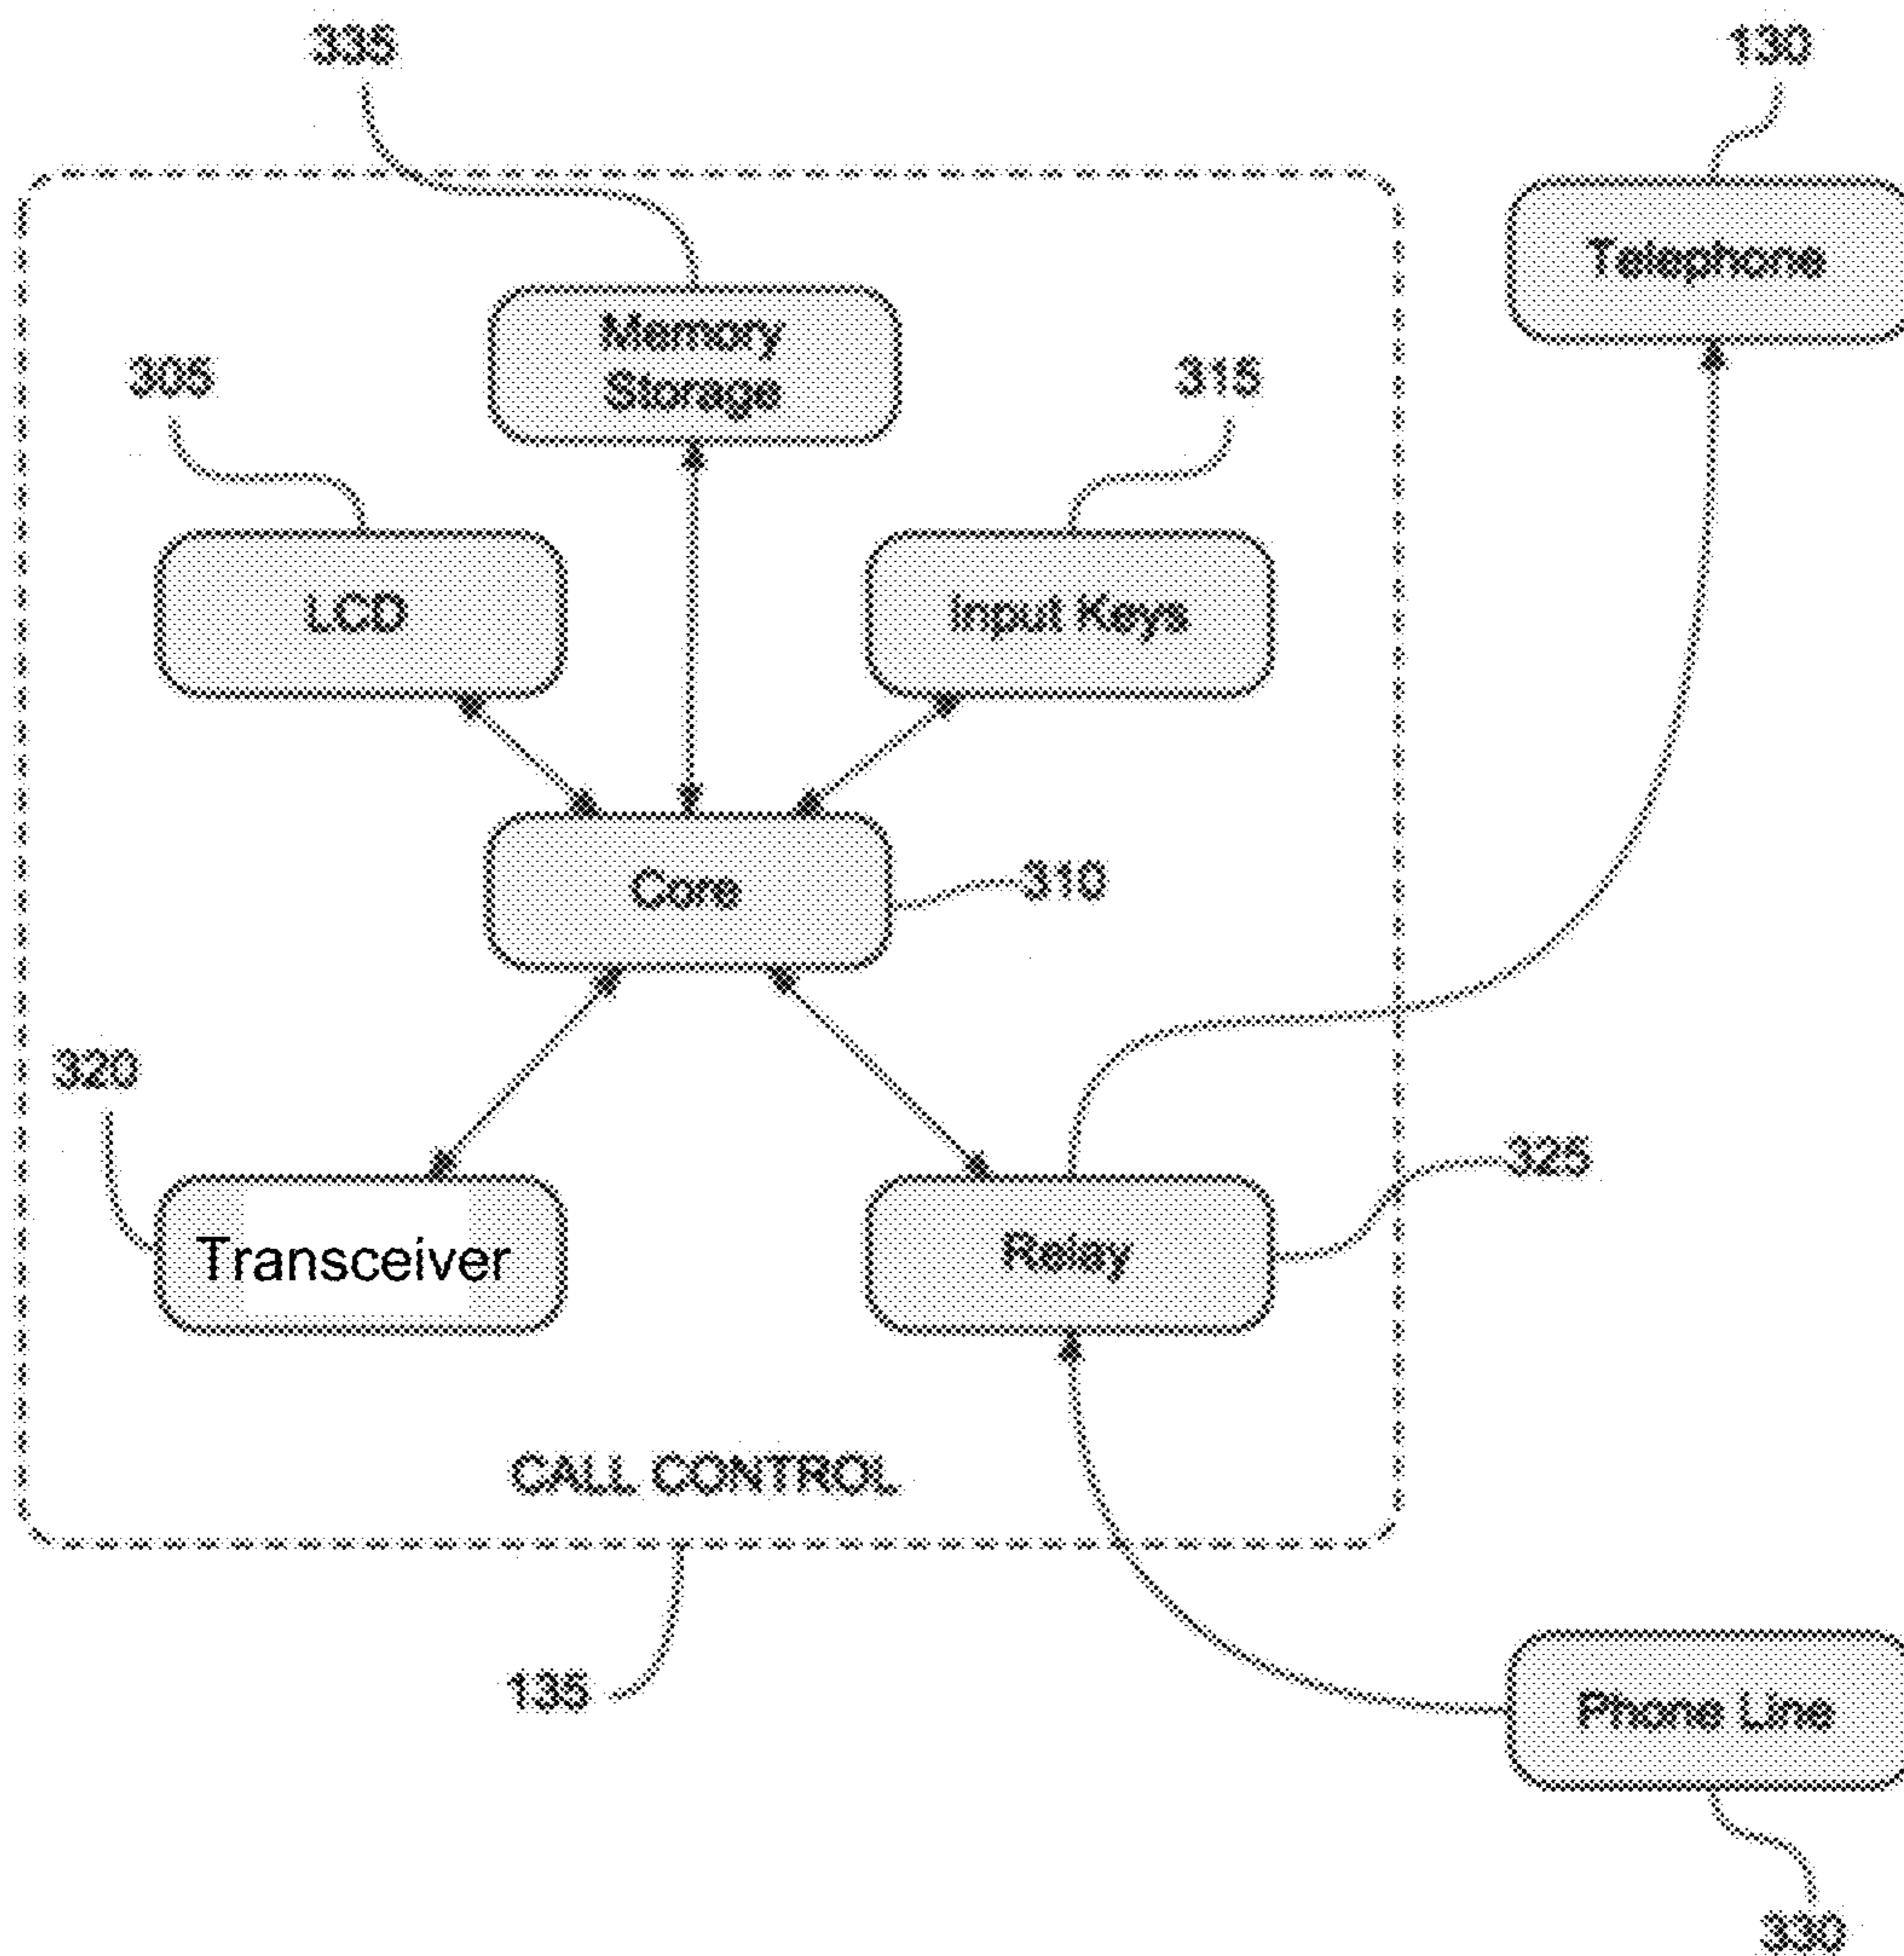 335
130
Telephone
Memory
Storage
305
315
LCD
Input Keys
Core
310
320
325
Transceiver
Relay
CALL CONTROL
135
Phone Line
330